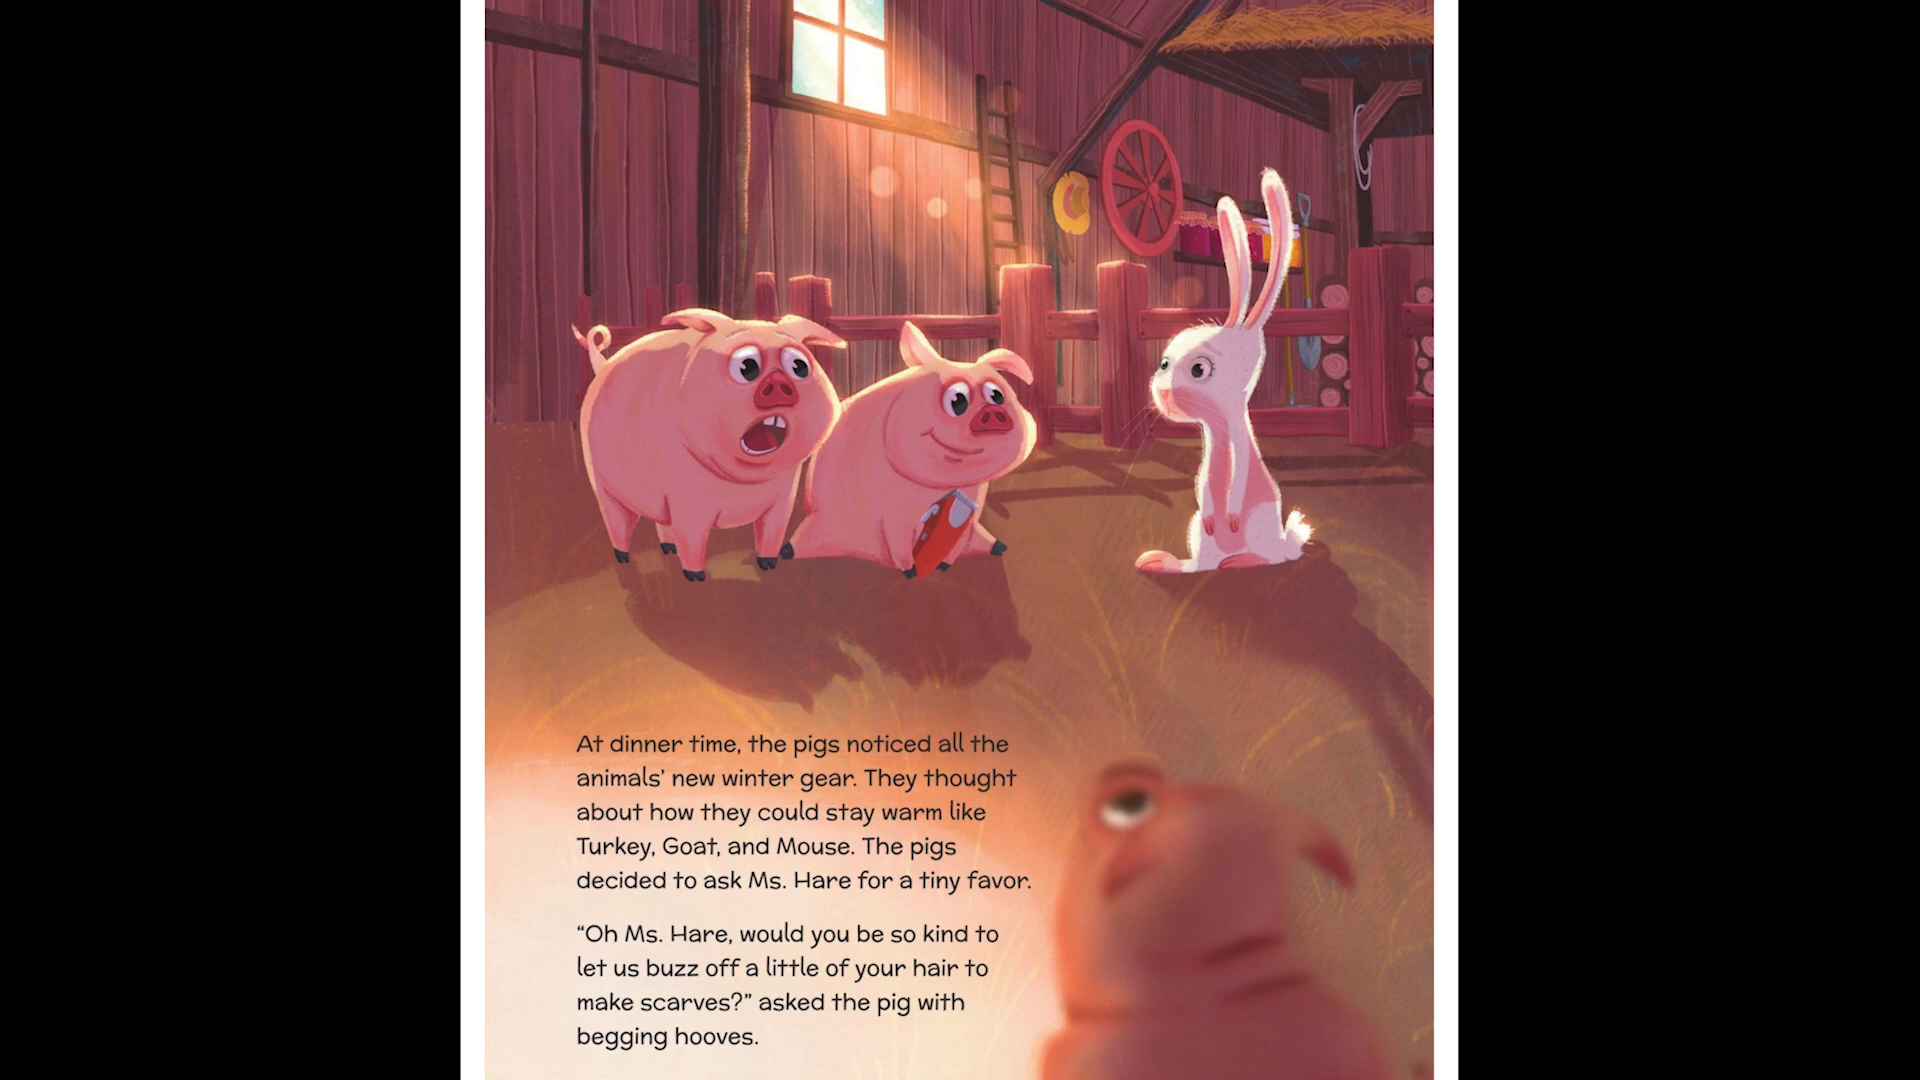 At dinner time, the pigs noticed all the
animals’ new winter gear. They thought
about how they could stay warm like
Turkey, Goat, and Mouse. The pigs
decided to ask Ms. Hare for a tiny favor.
“Oh Ms. Hare, would you be so kind to
let us buzz off a little of your hair to
make scarves?” asked the pig with
begging hooves.